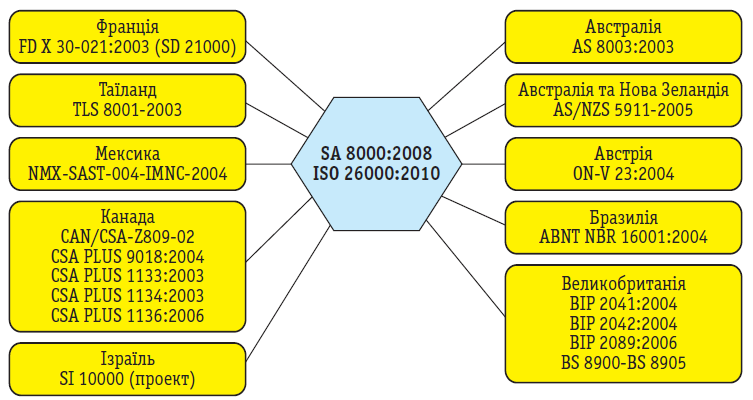 Франція
FD X 30-021:2003 (SD 21000)
Таїланд
TLS 8001-2003
Мексика
NMX-SAST-004-IMNC-2004
Канада
CAN/CSA-Z809-02
CSA PLUS 9018:2004
CSA PLUS 1133:2003
CSA PLUS 1134:2003
CSA PLUS 1136:2006
Ізраїль
SI 10000 (проект)
SA 8000:2008
ISO 26000:2010
Австралія
AS 8003:2003
Австралія та Нова Зеландія
AS/NZS 5911-2005
Австрія
ON-V 23:2004
Бразилія
ABNT NBR 16001:2004
Великобританія
BIP 2041:2004
BIP 2042:2004
BIP 2089:2006
BS 8900-BS 8905